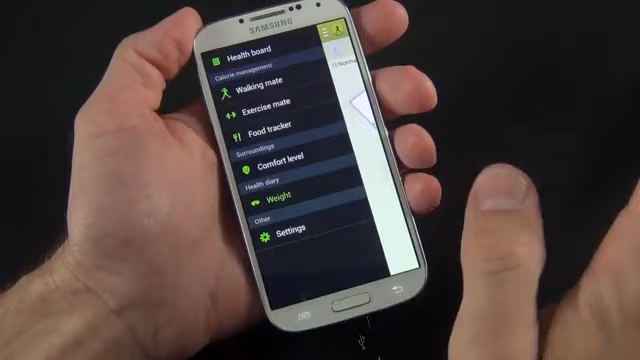 SAMSUNG
Health board
Calorie management
Walking mate
Exercise mate
Food tracker
Surroundings
Comfort level
Health diary
Weight
Other
Settings